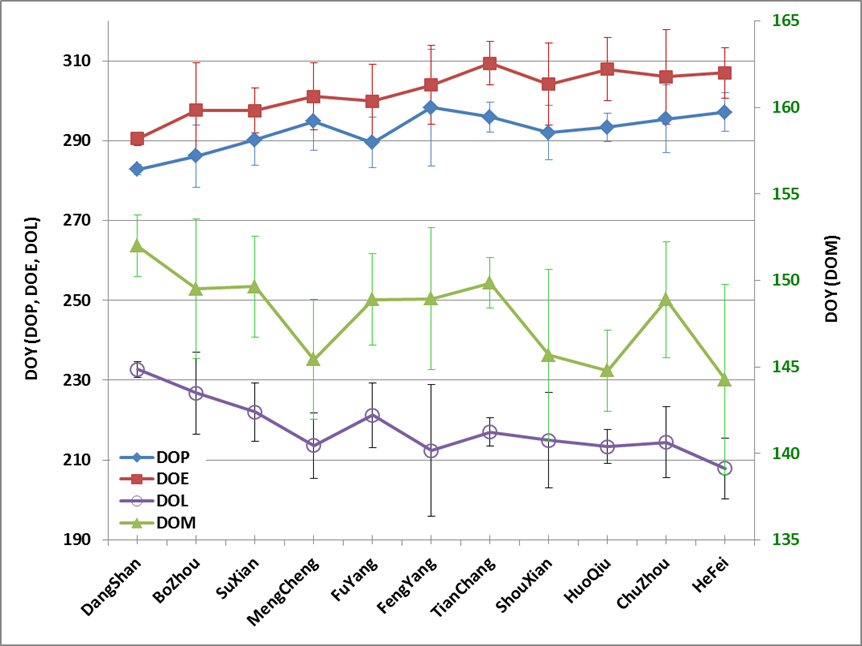 DOY (DOP, DOE, DOL)
310
290
270
250
230
210
190
165
160
155
150
145
140
135
DOY (DOM)
DOP
DOE
DOL
DOM
DangShan
BoZhou
SuXian
MengCheng
FuYang
FengYang
TianChang
ShouXian
HuoQiu
ChuZhou
HeFei